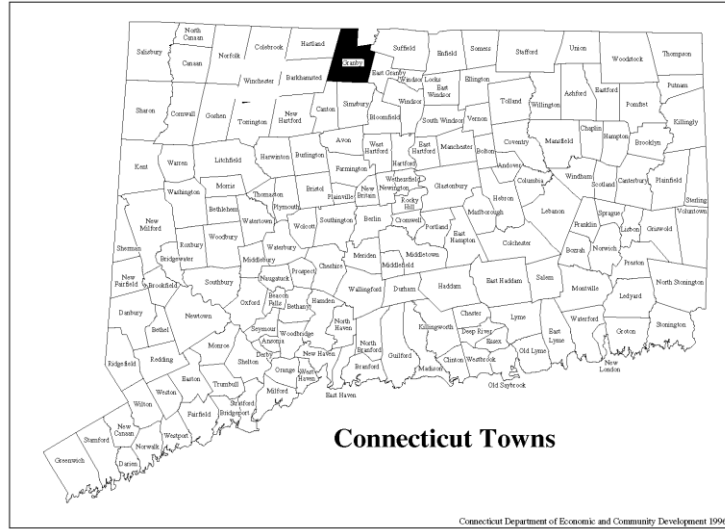 North
Canaan
Salisbury
Canaan
Norfolk
Colebrook
Hartland
Granby
Suffield
Enfield
Somers
Stafford
Union
Woodstock
Thompson
Winchester
Barkhamsted
East Granby
Windsor Locks
East
Windsor
Ellington
Putnam
Sharon
Cornwall
Goshen
Torrington
New
Hartford
Canton
Simsbury
Bloomfield
Windsor
South Windsor
Vernon
Tolland
Willington
Ashford
Eastford
Pomfret
Killingly
Kent
Warren
Litchfield
Harwinton
Burlington
Avon
Farmington
West
Hartford
Hartford
East
Hartford
Manchester
Bolton
Coventry
Andover
Mansfield
Chaplin
Hampton
Brooklyn
Washington
Morris
Bethlehem
Thomaston
Plymouth
Bristol
Plainville
New
Britain
Newington
Wethersfield
Rocky
Hill
Glastonbury
Hebron
Columbia
Windham
Scotland
Canterbury
Plainfield
Sterling
New
Milford
Watertown
Wolcott
Southington
Berlin
Cromwell
Portland
Marlborough
East
Hampton
Lebanon
Colchester
Franklin
Sprague
Lisbon
Griswold
Voluntown
Sherman
Roxbury
Woodbury
Bridgewater
Middlebury
Waterbury
Cheshire
Meriden
Middletown
Middlefield
Bozrah
Norwich
Preston
New
Fairfield
Brookfield
Southbury
Naugatuck
Prospect
Wallingford
Durham
Haddam
East Haddam
Salem
Montville
Ledyard
North Stonington
Danbury
Bethel
Newtown
Oxford
Beacon
Falls
Bethany
Hamden
North
Haven
Killingworth
Chester
Deep River
Essex
Lyme
East
Lyme
Waterford
Groton
Stonington
Seymour
Ansonia
Derby
Woodbridge
New Haven
North
Branford
Branford
Guilford
Madison
Clinton
Westbrook
Old Lyme
Old Saybrook
New
London
Ridgefield
Redding
Monroe
Shelton
Orange
West
Haven
East Haven
Milford
Easton
Trumbull
Stratford
Bridgeport
Weston
Wilton
Fairfield
Westport
Norwalk
New
Canaan
Darien
Stamford
Greenwich
Connecticut Towns
Connecticut Department of Economic and Community Development 1996